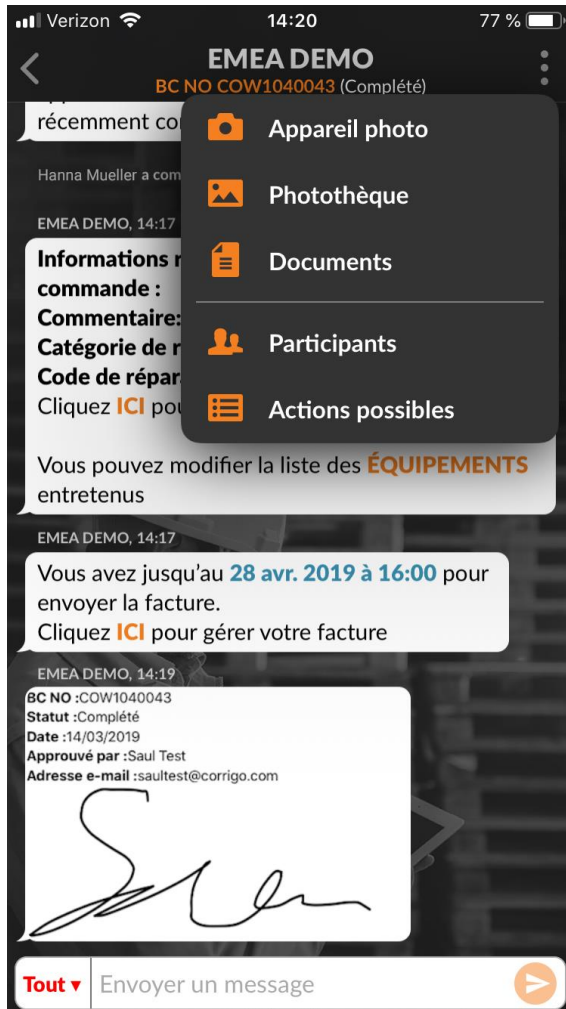 Verizon 14:20 77 %
EMEA DEMO
BC NO COW1040043 (Complété)
Appareil photo
Photothèque
Documents
Participants
Actions possibles
récemment
Hanna Mueller a
EMEA DEMO, 14:17
Informations
commande :
Commentaire:
Catégorie de
Code de
Cliquez ICI
Vous pouvez modifier la liste des ÉQUIPEMENTS
entretenus
EMEA DEMO, 14:17
Vous avez jusqu'au 28 avr. 2019 à 16:00 pour
envoyer la facture.
Cliquez ICI pour gérer votre facture
EMEA DEMO, 14:19
BC NO :COW1040043
Statut :Complété
Date :14/03/2019
Approuvé par :Saul Test
Adresse e-mail :saultest@corrigo.com
Tout ▾ Envoyer un message